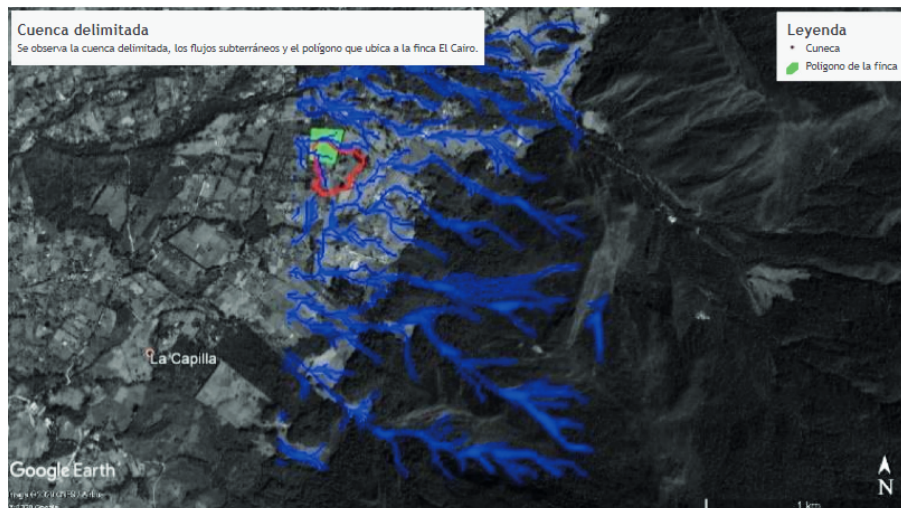 Cuenca delimitada
Se observa la cuenca delimitada, los flujos subterráneos y el polígono que ubica a la finca El Cairo.
Leyenda
Cuneca
Polígono de la finca
La Capilla
Google Earth
N
1 km